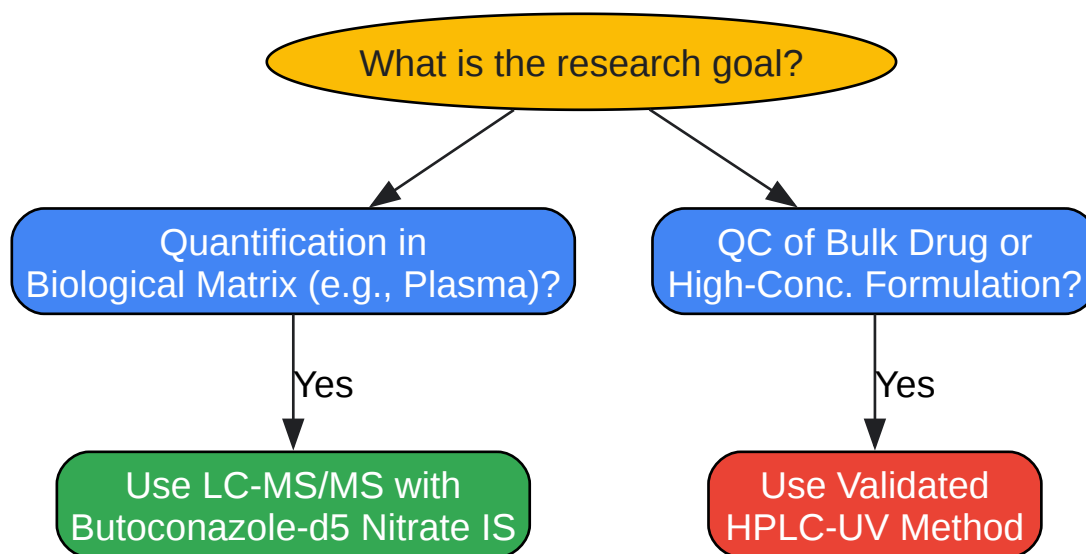 What is the research goal?
Quantification in
Biological Matrix (e.g., Plasma)?
QC of Bulk Drug or
High-Conc. Formulation?
Yes
Yes
Use LC-MS/MS with
Butoconazole-d5 Nitrate IS
Use Validated
HPLC-UV Method